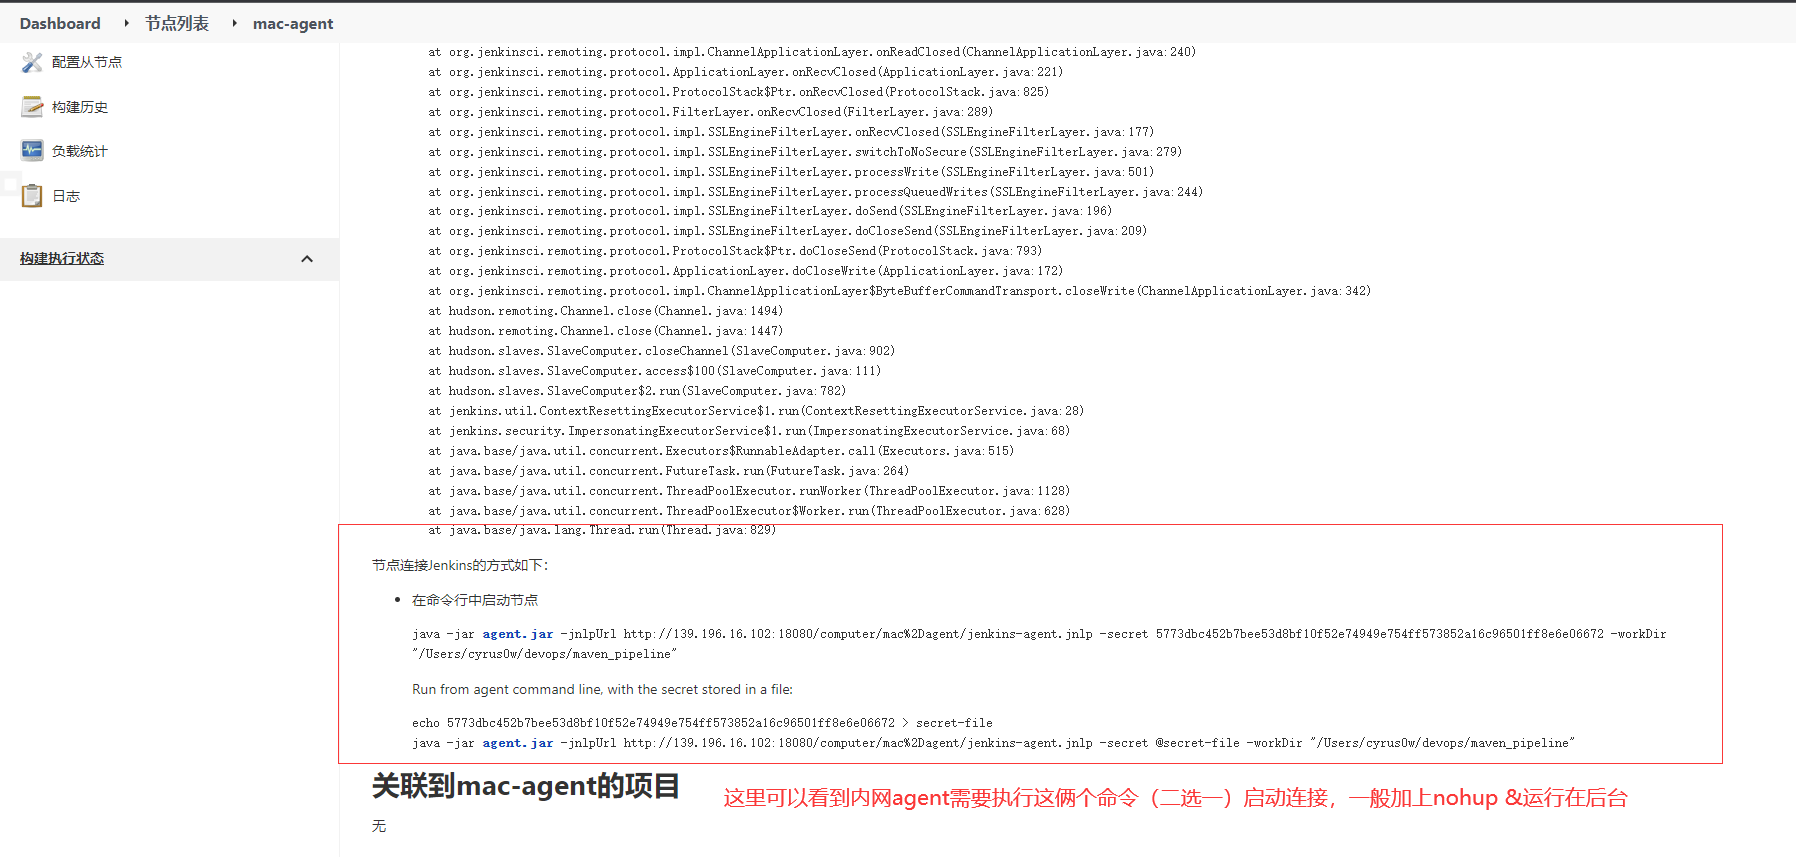 Dashboard 节点列表 mac-agent
配置从节点
构建历史
负载统计
日志
构建执行状态
at org.jenkinsci.remoting.protocol.impl.ChannelApplicationLayer.onReadClosed(ChannelApplicationLayer.java:240)
at org.jenkinsci.remoting.protocol.ApplicationLayer.onRecvClosed(ApplicationLayer.java:221)
at org.jenkinsci.remoting.protocol.ProtocolStack$Ptr.onRecvClosed(ProtocolStack.java:825)
at org.jenkinsci.remoting.protocol.FilterLayer.onRecvClosed(FilterLayer.java:289)
at org.jenkinsci.remoting.protocol.impl.SSLEngineFilterLayer.onRecvClosed(SSLEngineFilterLayer.java:177)
at org.jenkinsci.remoting.protocol.impl.SSLEngineFilterLayer.switchToNoSecure(SSLEngineFilterLayer.java:279)
at org.jenkinsci.remoting.protocol.impl.SSLEngineFilterLayer.processWrite(SSLEngineFilterLayer.java:501)
at org.jenkinsci.remoting.protocol.impl.SSLEngineFilterLayer.processQueuedWrites(SSLEngineFilterLayer.java:244)
at org.jenkinsci.remoting.protocol.impl.SSLEngineFilterLayer.doSend(SSLEngineFilterLayer.java:196)
at org.jenkinsci.remoting.protocol.impl.SSLEngineFilterLayer.doCloseSend(SSLEngineFilterLayer.java:209)
at org.jenkinsci.remoting.protocol.ProtocolStack$Ptr.doCloseSend(ProtocolStack.java:793)
at org.jenkinsci.remoting.protocol.ApplicationLayer.doCloseWrite(ApplicationLayer.java:172)
at org.jenkinsci.remoting.protocol.impl.ChannelApplicationLayer$ByteBufferCommandTransport.closeWrite(ChannelApplicationLayer.java:342)
at hudson.remoting.Channel.close(Channel.java:1494)
at hudson.remoting.Channel.close(Channel.java:1447)
at hudson.slaves.SlaveComputer.closeChannel(SlaveComputer.java:902)
at hudson.slaves.SlaveComputer.access$100(SlaveComputer.java:111)
at hudson.slaves.SlaveComputer$2.run(SlaveComputer.java:782)
at jenkins.util.ContextResettingExecutorService$1.run(ContextResettingExecutorService.java:28)
at jenkins.security.ImpersonatingExecutorService$1.run(ImpersonatingExecutorService.java:68)
at java.base/java.util.concurrent.Executors$RunnableAdapter.call(Executors.java:515)
at java.base/java.util.concurrent.FutureTask.run(FutureTask.java:264)
at java.base/java.util.concurrent.ThreadPoolExecutor.runWorker(ThreadPoolExecutor.java:1128)
at java.base/java.util.concurrent.ThreadPoolExecutor$Worker.run(ThreadPoolExecutor.java:628)
at java.base/java.lang.Thread.run(Thread.java:829)
节点连接Jenkins的方式如下：
在命令行中启动节点
java -jar agent.jar -jnlpUrl http://139.196.16.102:18080/computer/mac%2Dagent/jenkins-agent.jnlp -secret 5773dbc452b7bee53d8bf10f52e74949e754ff573852a16c96501ff8e6e06672 -workDir
"/Users/cyrus0w/devops/maven_pipeline"
Run from agent command line, with the secret stored in a file:
echo 5773dbc452b7bee53d8bf10f52e74949e754ff573852a16c96501ff8e6e06672 > secret-file
java -jar agent.jar -jnlpUrl http://139.196.16.102:18080/computer/mac%2Dagent/jenkins-agent.jnlp -secret @secret-file -workDir "/Users/cyrus0w/devops/maven_pipeline"
关联到mac-agent的项目
这里可以看到内网agent需要执行这俩个命令（二选一）启动连接，一般加上nohup &运行在后台
无